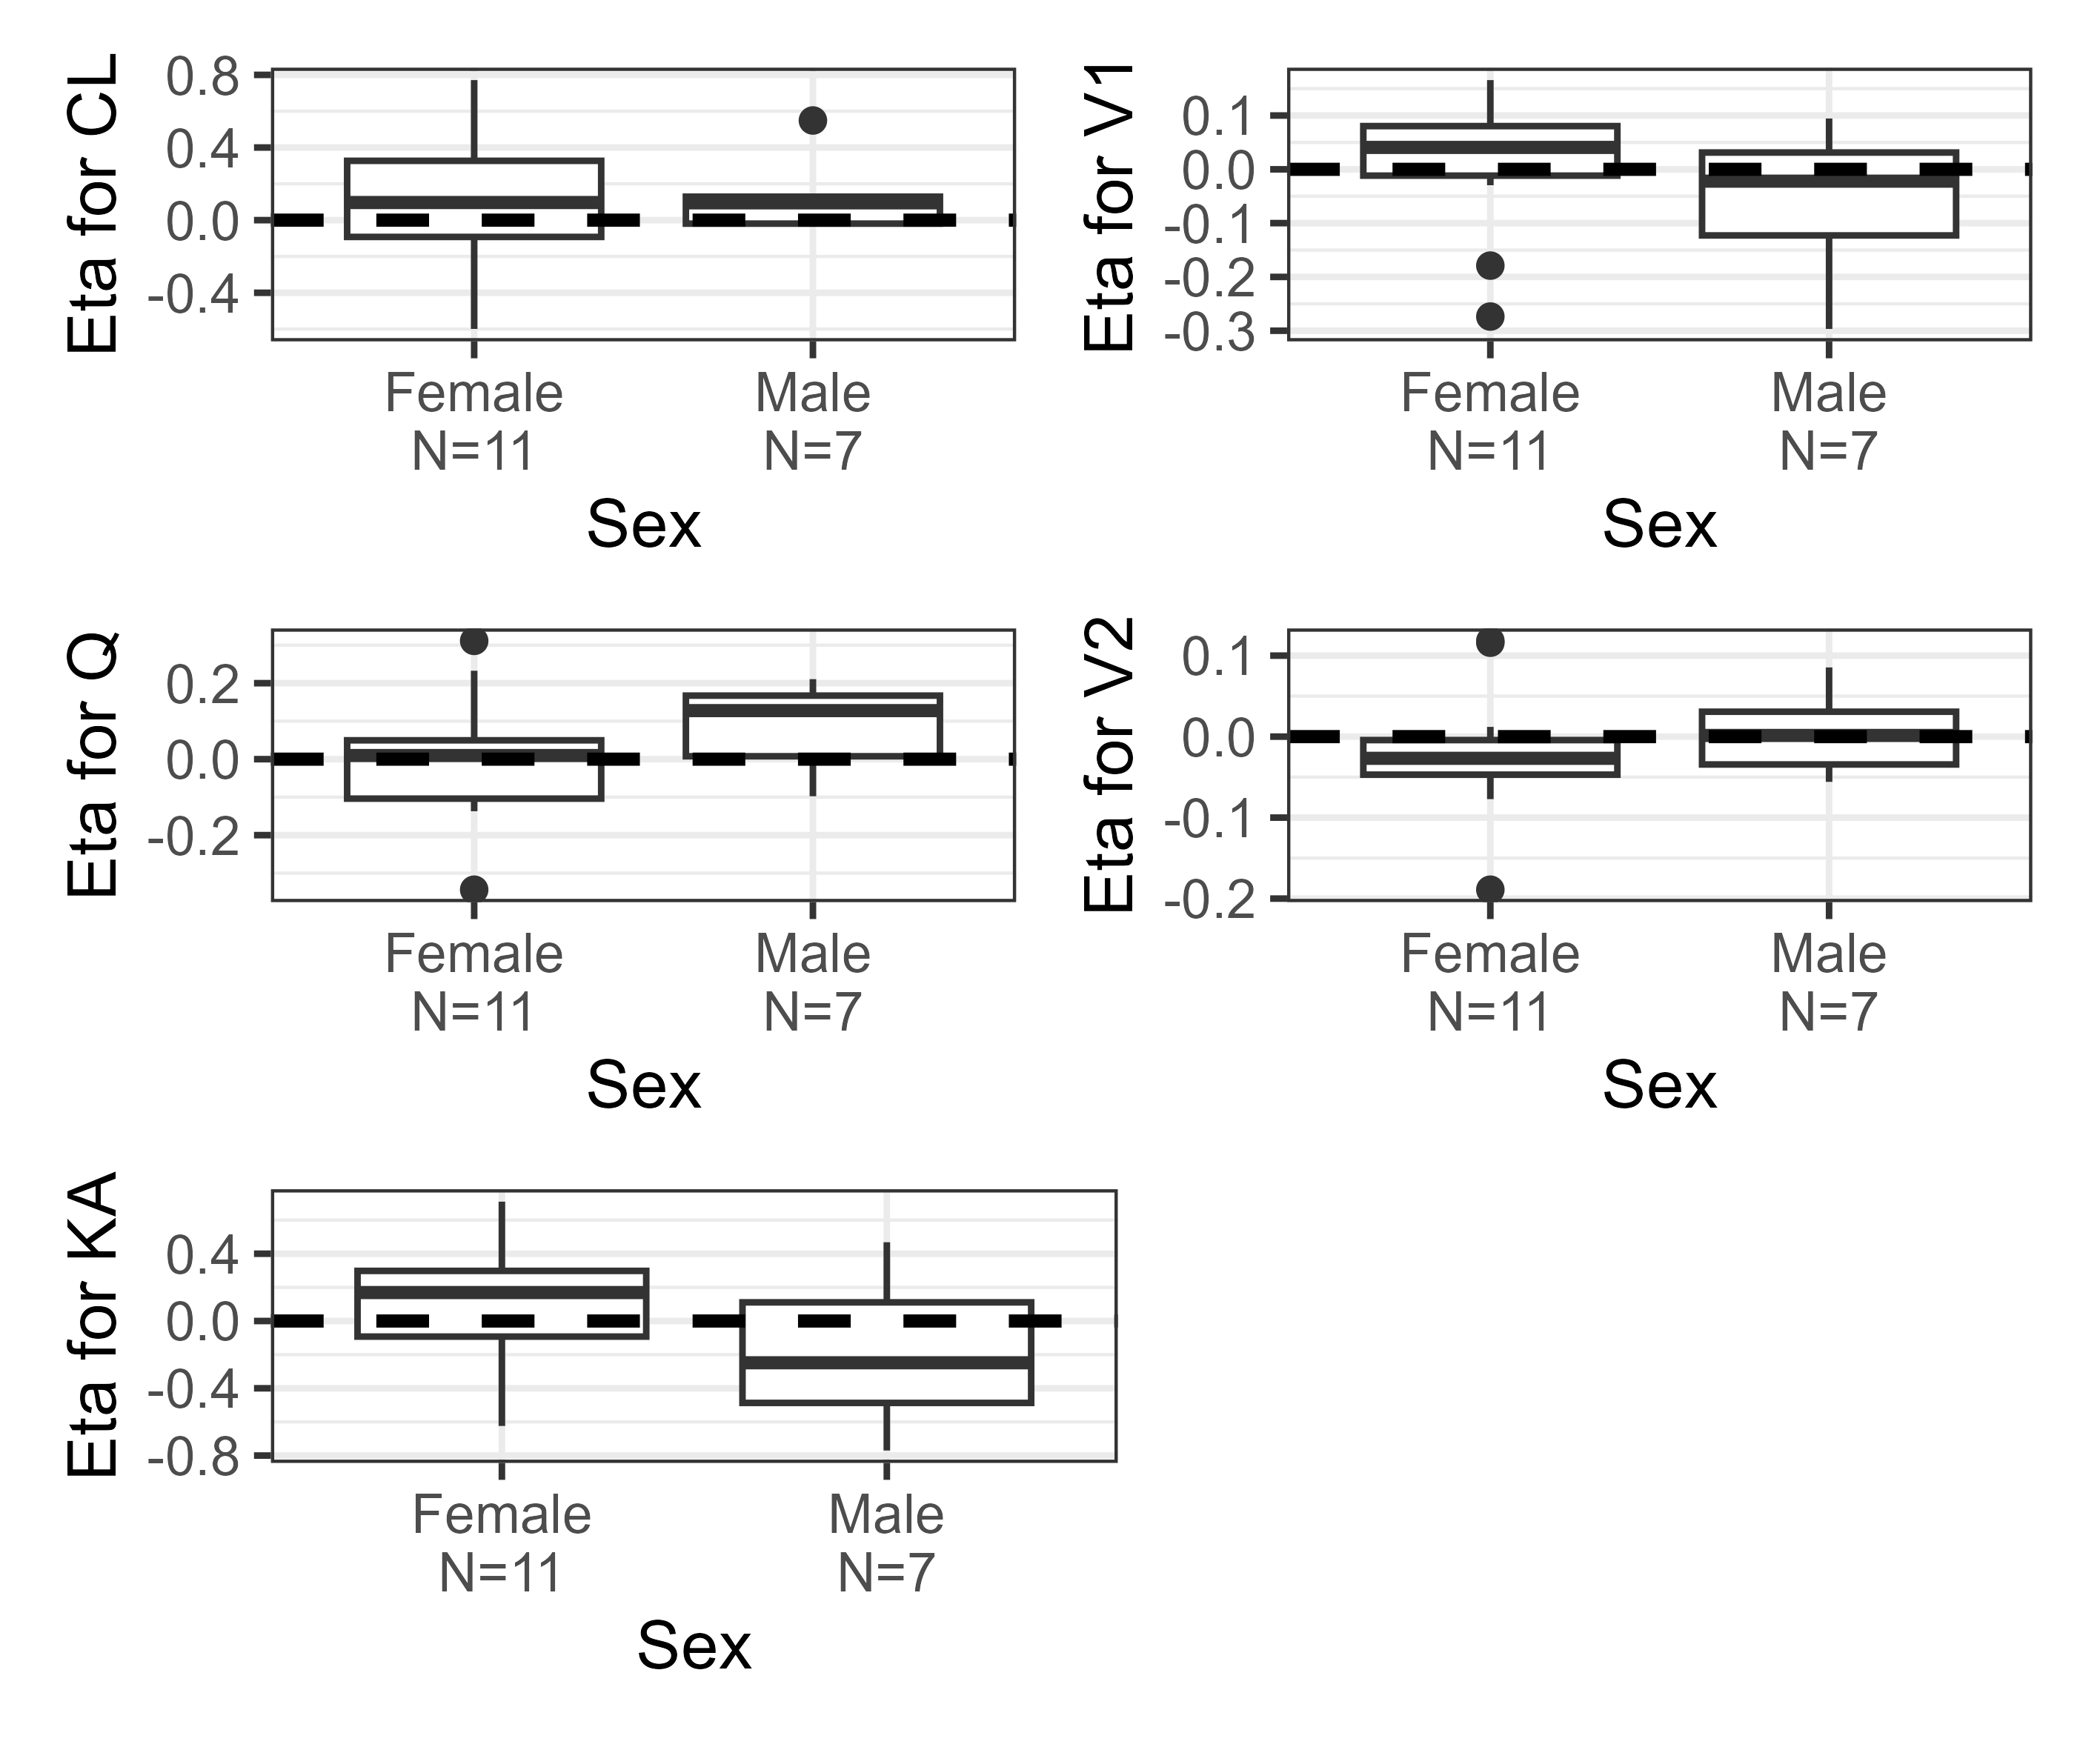 Eta for CL
0.8
0.4
0.0
-0.4
Female
N=11
Male
N=7
Sex
Eta for V1
0.1
0.0
-0.1
-0.2
-0.3
Female
N=11
Male
N=7
Sex
Eta for Q
0.2
0.0
-0.2
Female
N=11
Male
N=7
Sex
Eta for V2
0.1
0.0
-0.1
-0.2
Female
N=11
Male
N=7
Sex
Eta for KA
0.4
0.0
-0.4
-0.8
Female
N=11
Male
N=7
Sex